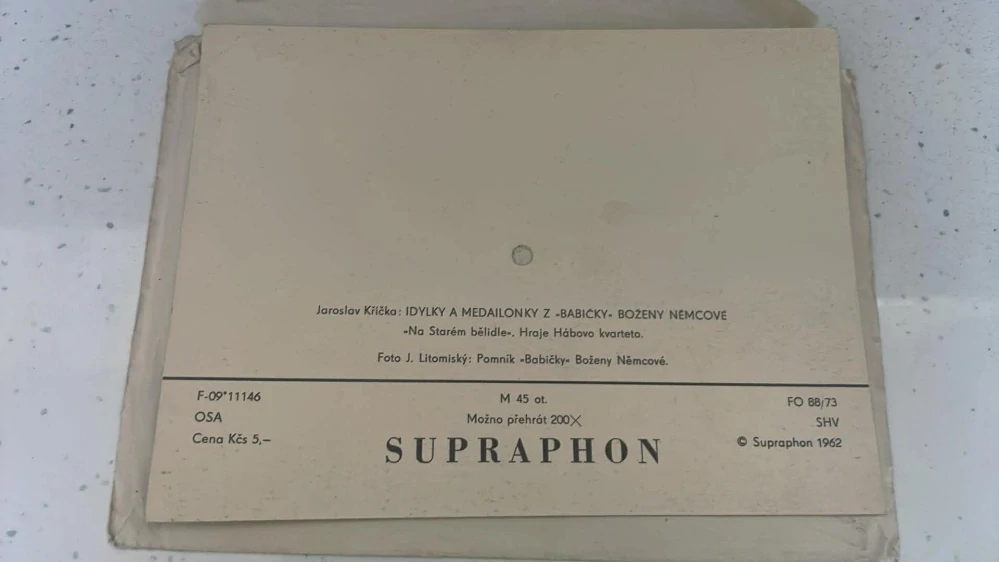 Jaroslav Křička: IDYLKY A MEDAILONKY Z »BABIČKY« BOŽENY NĚMCOVÉ
»Na Starém bělidle«. Hraje Hábovo kvarteto.
Foto J. Litomiský: Pomník »Babičky« Boženy Němcové.
F-09*11146 M 45 ot. FO 88/73
OSA Možno přehrát 200X SHV
Cena Kčs 5,– SUPRAPHON © Supraphon 1962